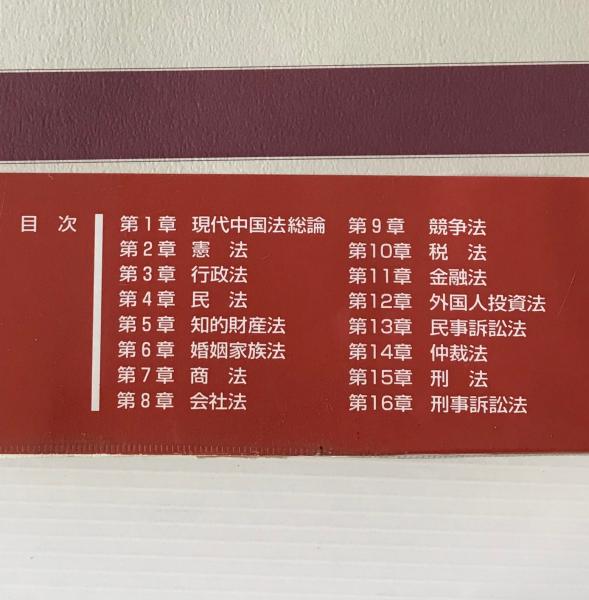 目次
第1章 現代中国法総論
第2章 憲法
第3章 行政法
第4章 民法
第5章 知的財産法
第6章 婚姻家族法
第7章 商法
第8章 会社法
第9章 競争法
第10章 税法
第11章 金融法
第12章 外国人投資法
第13章 民事訴訟法
第14章 仲裁法
第15章 刑法
第16章 刑事訴訟法